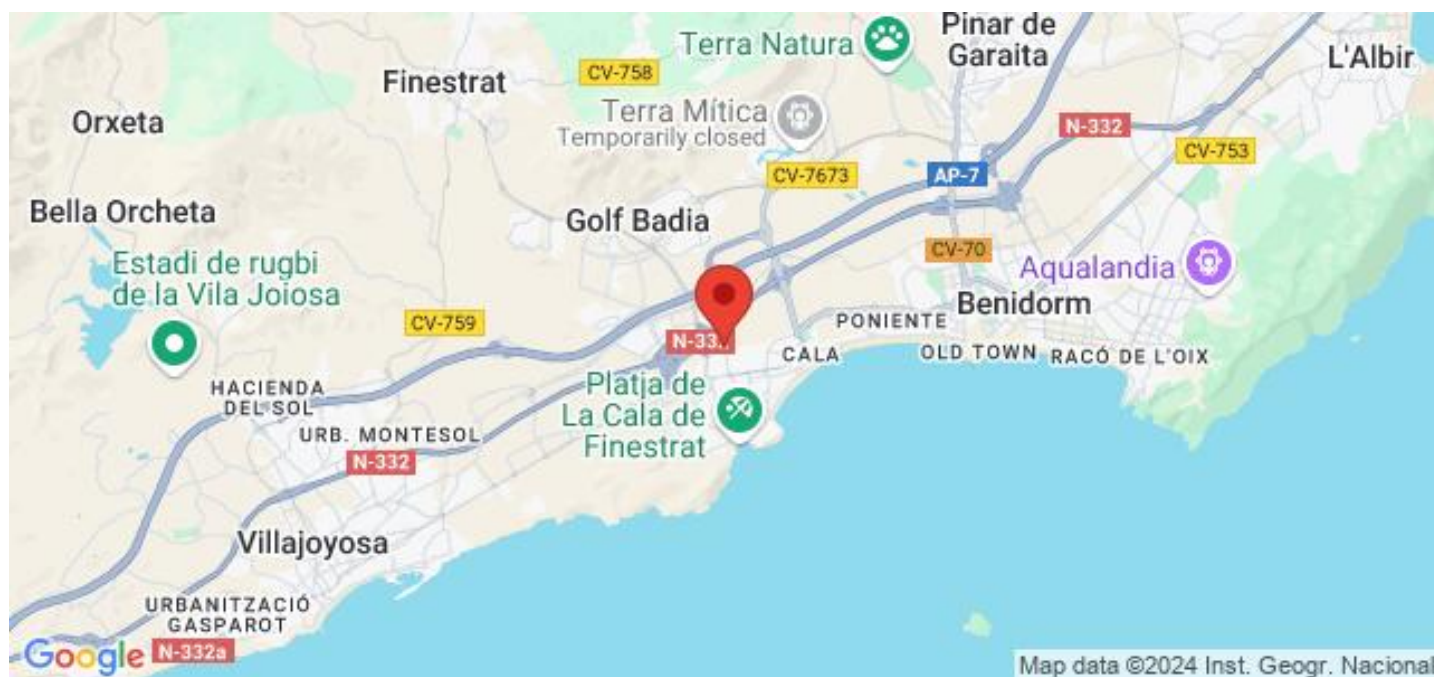 Terra Natura
Pinar de
Garaita
L'Albir
Finestrat
CV-758
Orxeta
Terra Mítica
Temporarily closed
N-332
CV-753
CV-7673
AP-7
Bella Orcheta
Golf Badia
Estadi de rugbi
de la Vila Joiosa
CV-70
Aqualandia
Benidorm
CV-759
PONIENTE
CALA
OLD TOWN
RACÓ DE L'OIX
HACIENDA
DEL SOL
Platja de
La Cala de
Finestrat
URB. MONTESOL
N-332
Villajoyosa
URBANITZACIÓ
GASPAROT
Google
N-332a
Map data ©2024 Inst. Geogr. Nacional